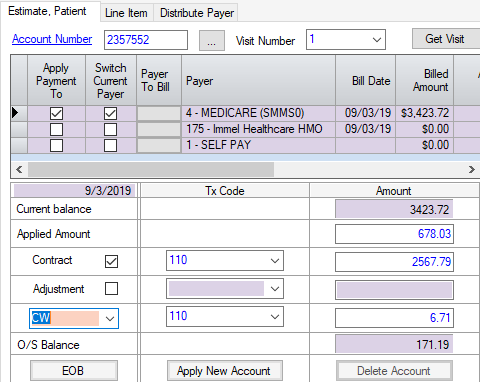 Estimate, Patient Line Item Distribute Payer
Account Number 2357552 ... Visit Number 1 Get Visit
Apply Payment To Switch Current Payer Payer To Bill Payer Bill Date Billed Amount
4 - MEDICARE (SMMS0) 09/03/19 $3,423.72
175 - Immel Healthcare HMO 09/03/19 $0.00
1 - SELF PAY $0.00
9/3/2019 Tx Code Amount
Current balance 3423.72
Applied Amount 678.03
Contract 110 2567.79
Adjustment
CW 110 6.71
O/S Balance 171.19
EOB Apply New Account Delete Account